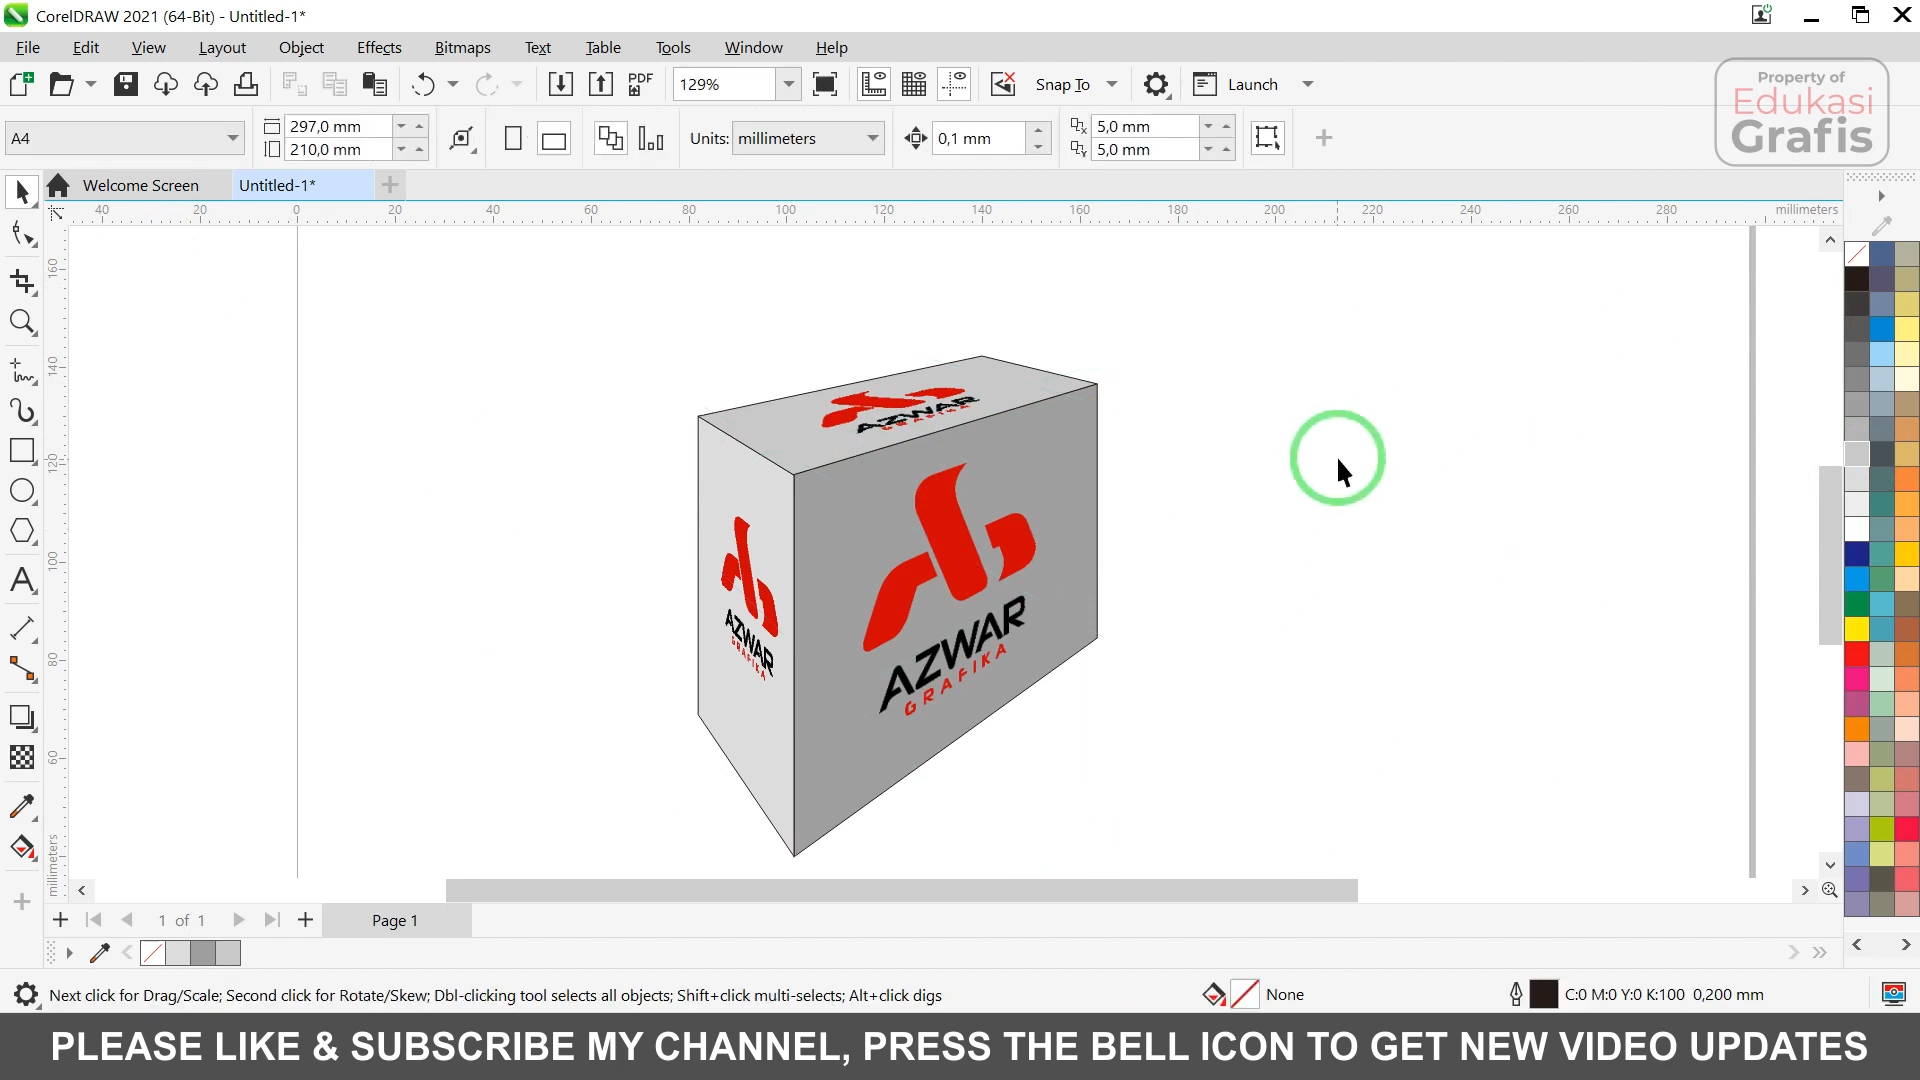 CorelDRAW 2021 (64-Bit) - Untitled-1*
File Edit View Layout Object Effects Bitmaps Text Table Tools Window Help
PDF 129% Snap To Launch
Property of
Edukasi
Grafis
A4 297,0 mm 210,0 mm Units: millimeters 0,1 mm 5,0 mm 5,0 mm
Welcome Screen Untitled-1*
40 20 0 20 40 60 80 100 120 140 160 180 200 220 240 260 280 millimeters
160
140
120
100
80
60
millimeters
AZWAR
GRAFIKA
AZWAR
GRAFIKA
AZWAR
GRAFIKA
1 of 1 Page 1
Next click for Drag/Scale; Second click for Rotate/Skew; Dbl-clicking tool selects all objects; Shift+click multi-selects; Alt+click digs
None
C:0 M:0 Y:0 K:100 0,200 mm
PLEASE LIKE & SUBSCRIBE MY CHANNEL, PRESS THE BELL ICON TO GET NEW VIDEO UPDATES